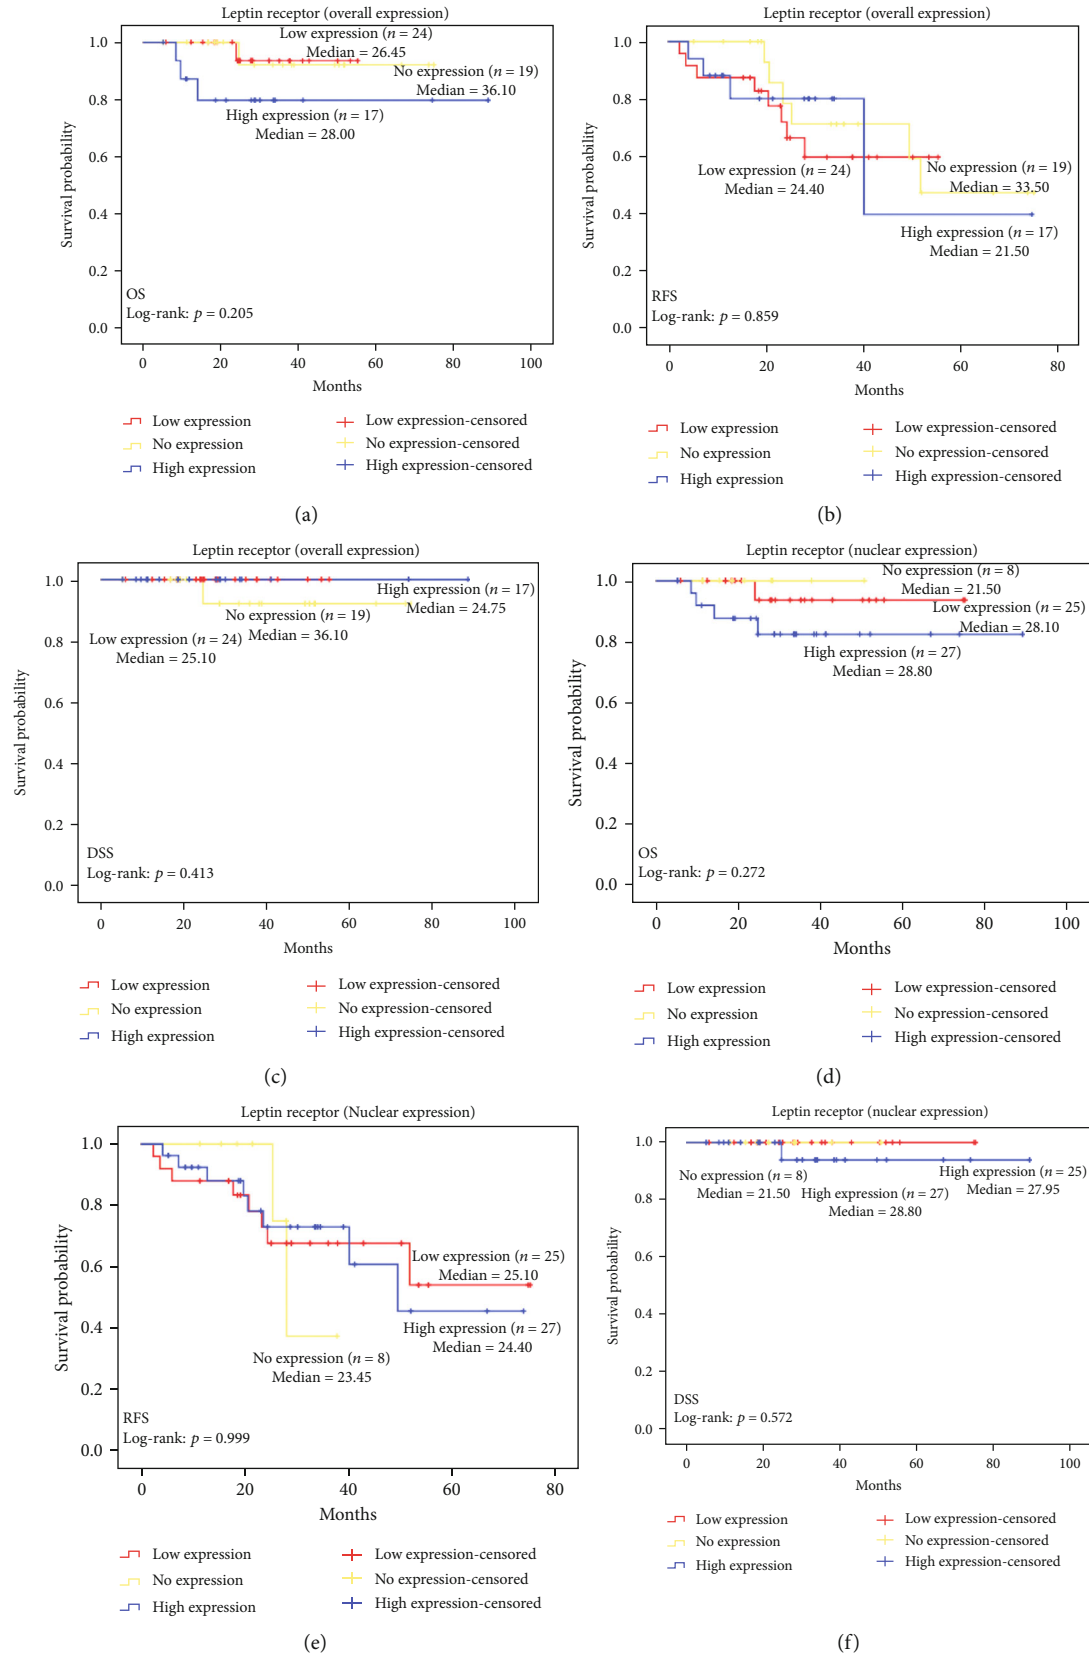 Leptin receptor (overall expression)
Low expression (n = 24)
Median = 26.45
No expression (n = 19)
Median = 36.10
High expression (n = 17)
Median = 28.00
Survival probability
1.0
0.8
0.6
0.4
0.2
0.0
OS
Log-rank: p = 0.205
0 20 40 60 80 100
Months
Low expression
No expression
High expression
Low expression-censored
No expression-censored
High expression-censored
(a)
Leptin receptor (overall expression)
Survival probability
1.0
0.8
0.6
0.4
0.2
0.0
Low expression (n = 24)
Median = 24.40
No expression (n = 19)
Median = 33.50
High expression (n = 17)
Median = 21.50
RFS
Log-rank: p = 0.859
0 20 40 60 80
Months
Low expression
No expression
High expression
Low expression-censored
No expression-censored
High expression-censored
(b)
Leptin receptor (overall expression)
Survival probability
1.0
0.8
0.6
0.4
0.2
0.0
High expression (n = 17)
Median = 24.75
No expression (n = 19)
Median = 36.10
Low expression (n = 24)
Median = 25.10
DSS
Log-rank: p = 0.413
0 20 40 60 80 100
Months
Low expression
No expression
High expression
Low expression-censored
No expression-censored
High expression-censored
(c)
Leptin receptor (nuclear expression)
Survival probability
1.0
0.8
0.6
0.4
0.2
0.0
No expression (n = 8)
Median = 21.50
Low expression (n = 25)
Median = 28.10
High expression (n = 27)
Median = 28.80
OS
Log-rank: p = 0.272
0 20 40 60 80 100
Months
Low expression
No expression
High expression
Low expression-censored
No expression-censored
High expression-censored
(d)
Leptin receptor (Nuclear expression)
Survival probability
1.0
0.8
0.6
0.4
0.2
0.0
Low expression (n = 25)
Median = 25.10
High expression (n = 27)
Median = 24.40
No expression (n = 8)
Median = 23.45
RFS
Log-rank: p = 0.999
0 20 40 60 80
Months
Low expression
No expression
High expression
Low expression-censored
No expression-censored
High expression-censored
(e)
Leptin receptor (nuclear expression)
Survival probability
1.0
0.8
0.6
0.4
0.2
0.0
No expression (n = 8)
Median = 21.50
High expression (n = 27)
Median = 28.80
High expression (n = 25)
Median = 27.95
DSS
Log-rank: p = 0.572
0 20 40 60 80 100
Months
Low expression
No expression
High expression
Low expression-censored
No expression-censored
High expression-censored
(f)